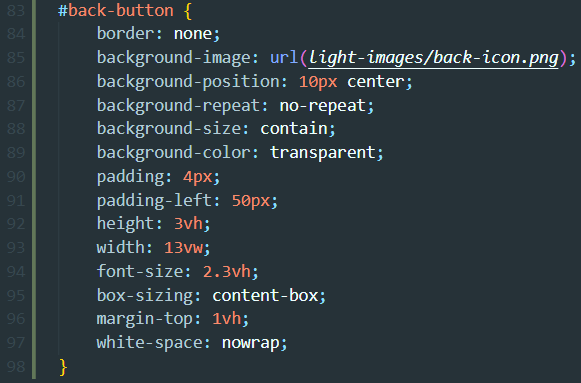 83 #back-button {
84 border: none;
85 background-image: url(light-images/back-icon.png);
86 background-position: 10px center;
87 background-repeat: no-repeat;
88 background-size: contain;
89 background-color: transparent;
90 padding: 4px;
91 padding-left: 50px;
92 height: 3vh;
93 width: 13vw;
94 font-size: 2.3vh;
95 box-sizing: content-box;
96 margin-top: 1vh;
97 white-space: nowrap;
98 }